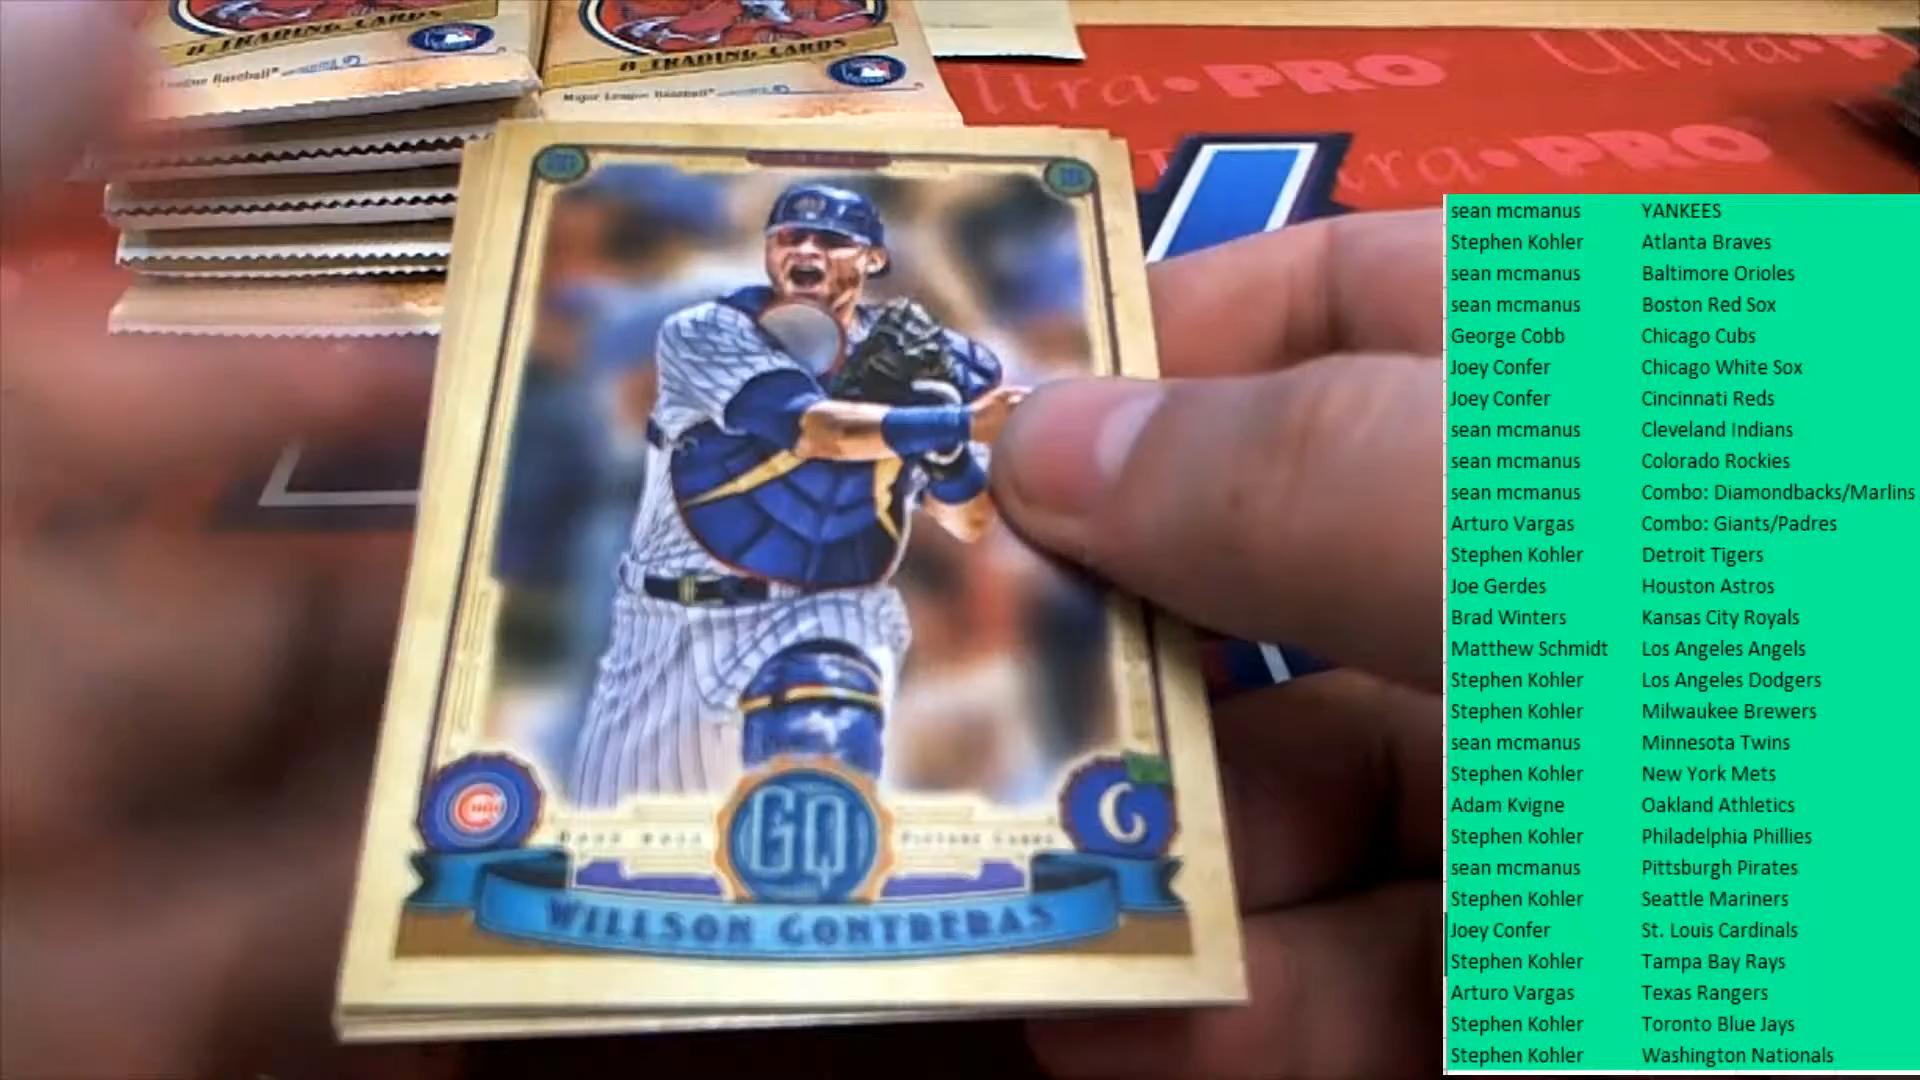 8 TRADING CARDS
8 TRADING CARDS
League Baseball
Major League Baseball
ltra•PRO
Ultra•P
ra•PRO
GQ
C
WILLSON CONTRERAS
sean mcmanus YANKEES
Stephen Kohler Atlanta Braves
sean mcmanus Baltimore Orioles
sean mcmanus Boston Red Sox
George Cobb Chicago Cubs
Joey Confer Chicago White Sox
Joey Confer Cincinnati Reds
sean mcmanus Cleveland Indians
sean mcmanus Colorado Rockies
sean mcmanus Combo: Diamondbacks/Marlins
Arturo Vargas Combo: Giants/Padres
Stephen Kohler Detroit Tigers
Joe Gerdes Houston Astros
Brad Winters Kansas City Royals
Matthew Schmidt Los Angeles Angels
Stephen Kohler Los Angeles Dodgers
Stephen Kohler Milwaukee Brewers
sean mcmanus Minnesota Twins
Stephen Kohler New York Mets
Adam Kvigne Oakland Athletics
Stephen Kohler Philadelphia Phillies
sean mcmanus Pittsburgh Pirates
Stephen Kohler Seattle Mariners
Joey Confer St. Louis Cardinals
Stephen Kohler Tampa Bay Rays
Arturo Vargas Texas Rangers
Stephen Kohler Toronto Blue Jays
Stephen Kohler Washington Nationals